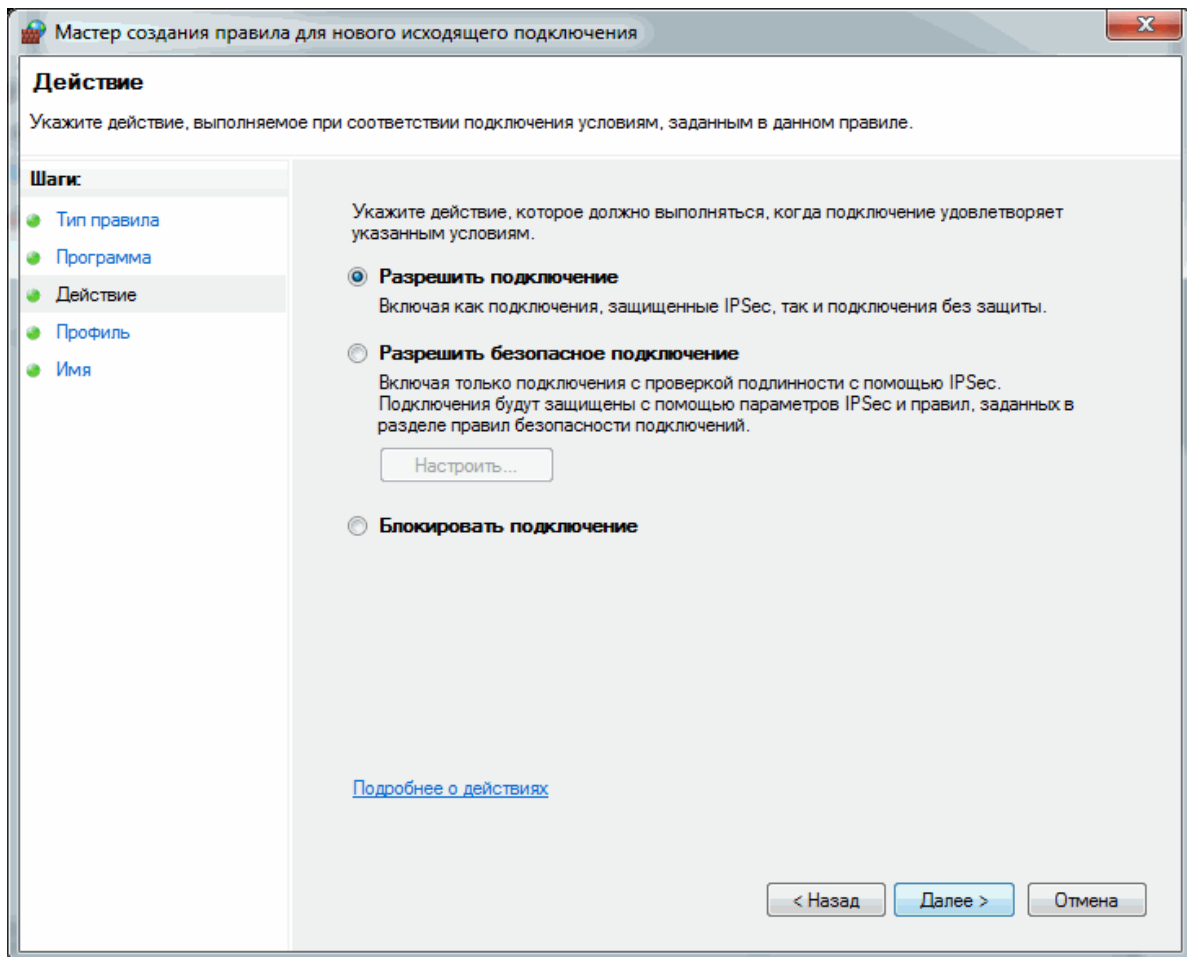 Мастер создания правила для нового исходящего подключения
Действие
Укажите действие, выполняемое при соответствии подключения условиям, заданным в данном правиле.
Шаги:
Тип правила
Программа
Действие
Профиль
Имя
Укажите действие, которое должно выполняться, когда подключение удовлетворяет
указанным условиям.
Разрешить подключение
Включая как подключения, защищенные IPSec, так и подключения без защиты.
Разрешить безопасное подключение
Включая только подключения с проверкой подлинности с помощью IPSec.
Подключения будут защищены с помощью параметров IPSec и правил, заданных в
разделе правил безопасности подключений.
Настроить...
Блокировать подключение
Подробнее о действиях
< Назад
Далее >
Отмена